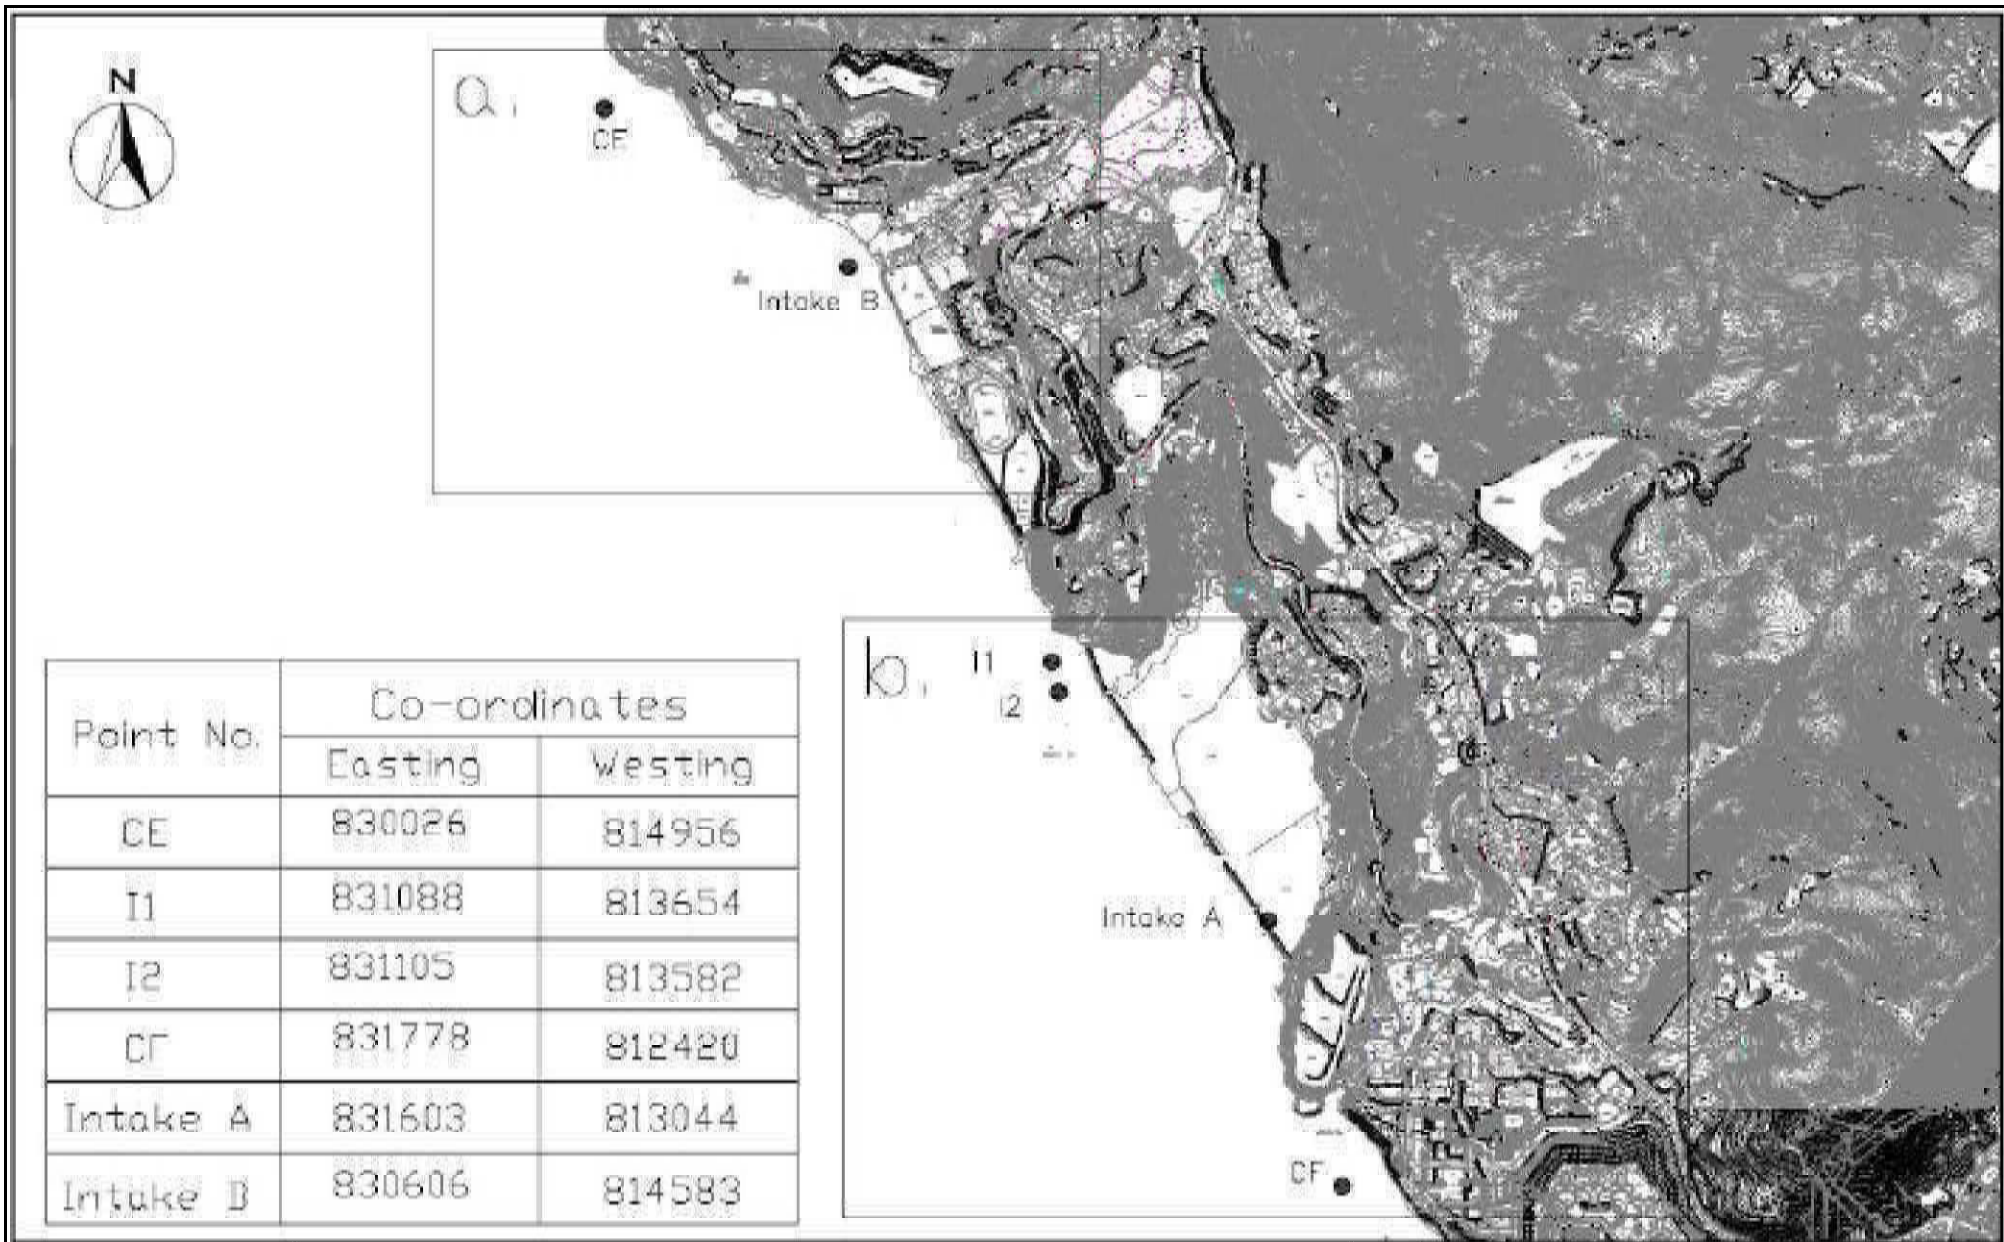 N
a.
CE
Intake B
b.
I1
I2
Intake A
CF
Point No.
Co-ordinates
Easting
Westing
CE
830026
814956
I1
831088
813654
I2
831105
813582
CF
831778
812420
Intake A
831603
813044
Intake B
830606
814583